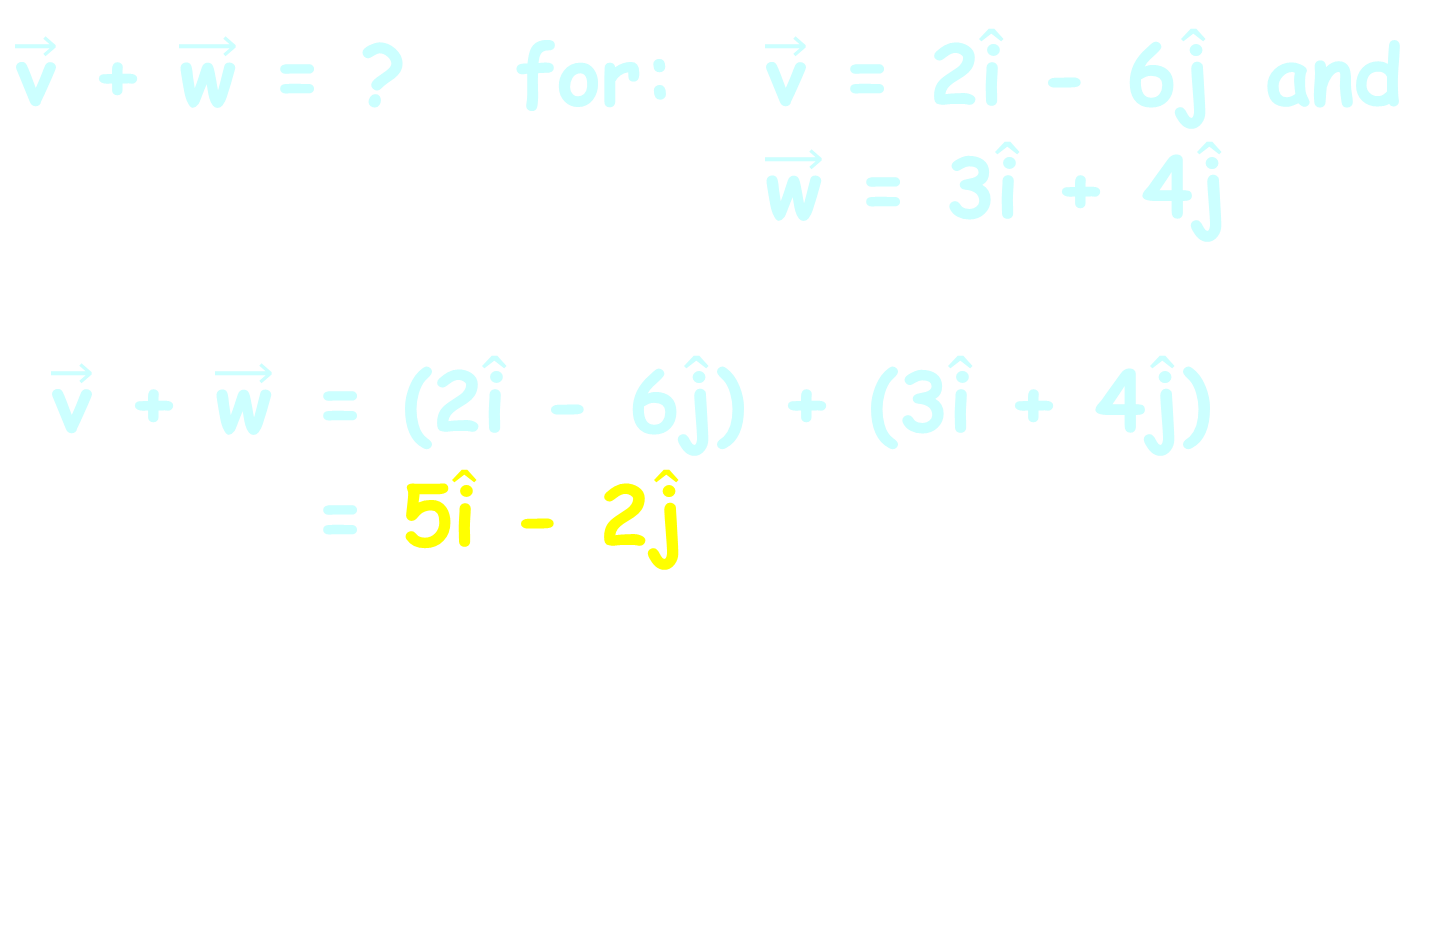 v⃗ + w⃗ = ? for: v⃗ = 2î - 6ĵ and
w⃗ = 3î + 4ĵ
v⃗ + w⃗ = (2î - 6ĵ) + (3î + 4ĵ)
= 5î - 2ĵ